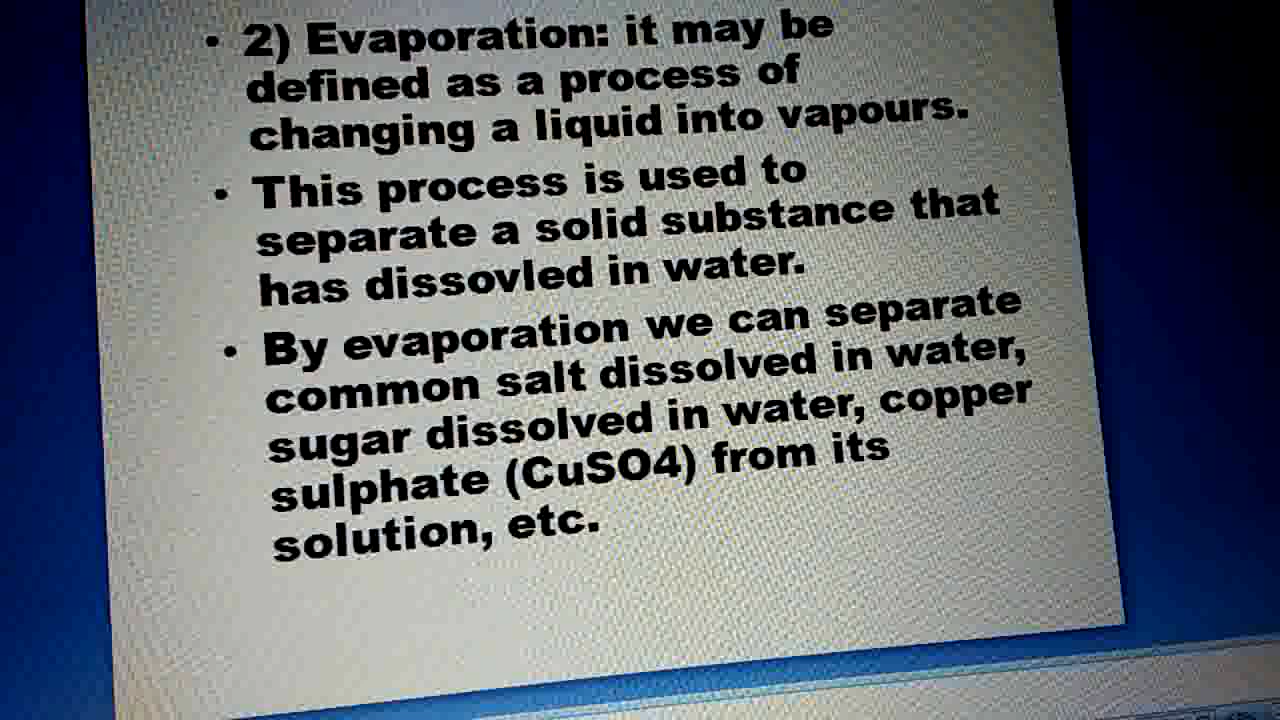 • 2) Evaporation: it may be
defined as a process of
changing a liquid into vapours.
• This process is used to
separate a solid substance that
has dissovled in water.
• By evaporation we can separate
common salt dissolved in water,
sugar dissolved in water, copper
sulphate (CuSO4) from its
solution, etc.